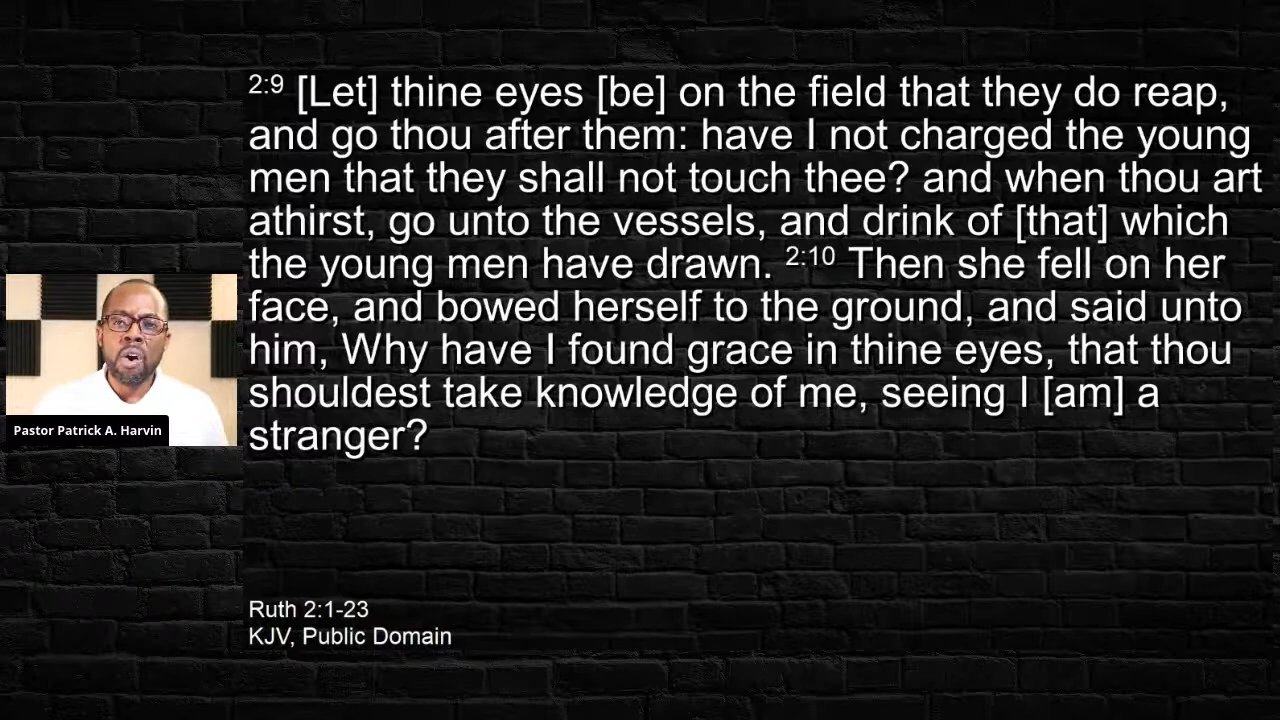 2:9 [Let] thine eyes [be] on the field that they do reap,
and go thou after them: have I not charged the young
men that they shall not touch thee? and when thou art
athirst, go unto the vessels, and drink of [that] which
the young men have drawn. 2:10 Then she fell on her
face, and bowed herself to the ground, and said unto
him, Why have I found grace in thine eyes, that thou
shouldest take knowledge of me, seeing I [am] a
stranger?
Pastor Patrick A. Harvin
Ruth 2:1-23
KJV, Public Domain